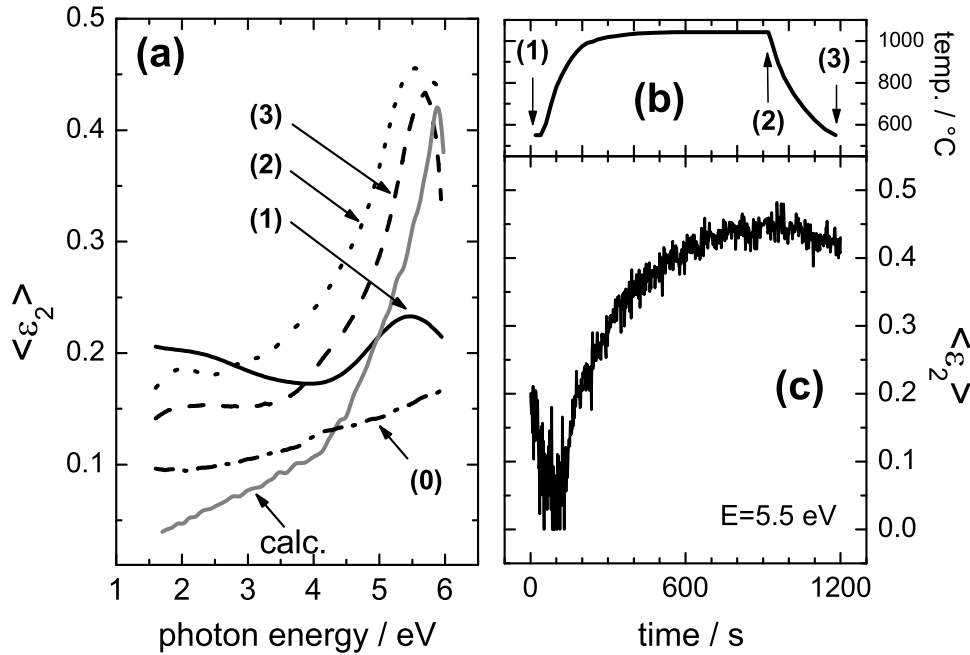 (a)
(3)
(2)
(1)
(0)
calc.
0.5
0.4
0.3
0.2
0.1
<ε₂>
1 2 3 4 5 6
photon energy / eV
(1)
(b)
(2)
(3)
1000
800
600
temp. / °C
(c)
E=5.5 eV
0.5
0.4
0.3
0.2
0.1
0.0
<ε₂>
0 600 1200
time / s